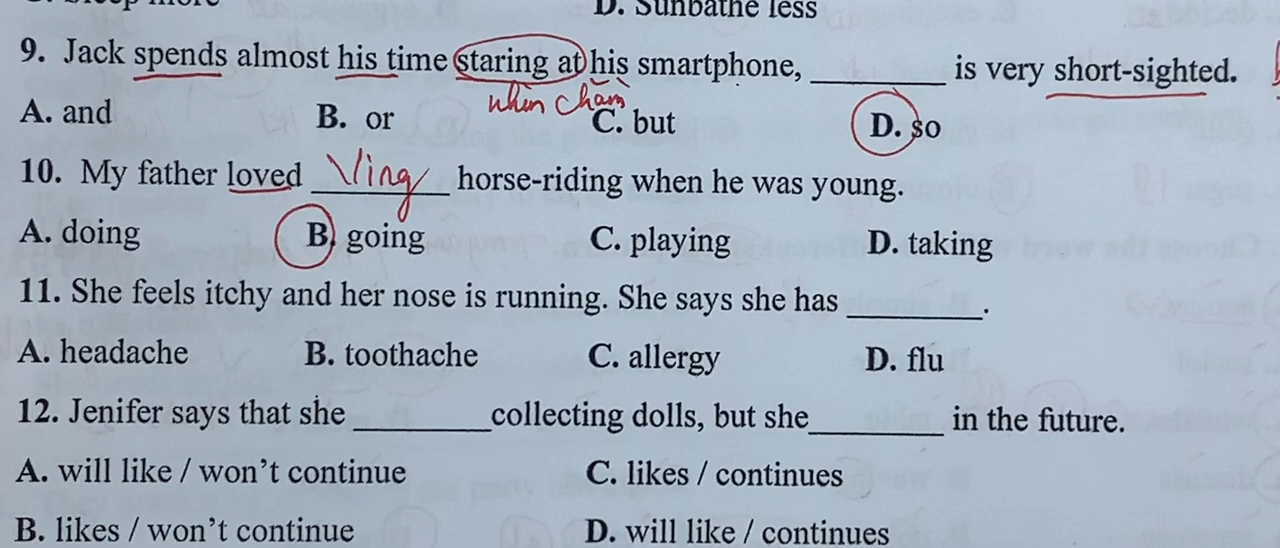 D. Sunbathe less
9. Jack spends almost his time staring at his smartphone, ________ is very short-sighted.
nhìn chằm
A. and B. or C. but D. so
10. My father loved Ving horse-riding when he was young.
A. doing B. going C. playing D. taking
11. She feels itchy and her nose is running. She says she has ________.
A. headache B. toothache C. allergy D. flu
12. Jenifer says that she ________ collecting dolls, but she ________ in the future.
A. will like / won't continue C. likes / continues
B. likes / won't continue D. will like / continues